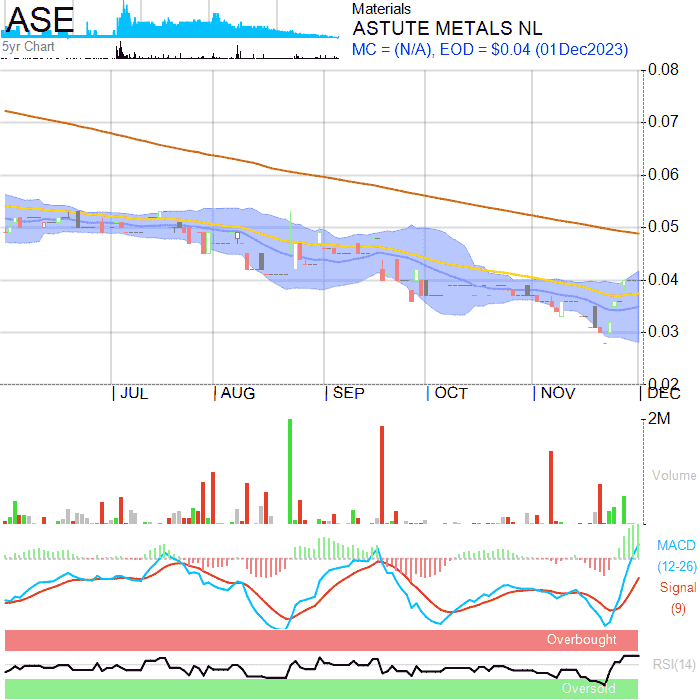 ASE
5yr Chart
Materials
ASTUTE METALS NL
MC = (N/A), EOD = $0.04 (01Dec2023)
0.08
0.07
0.06
0.05
0.04
0.03
0.02
JUL AUG SEP OCT NOV DEC
2M
Volume
MACD
(12-26)
Signal
(9)
Overbought
RSI(14)
Oversold